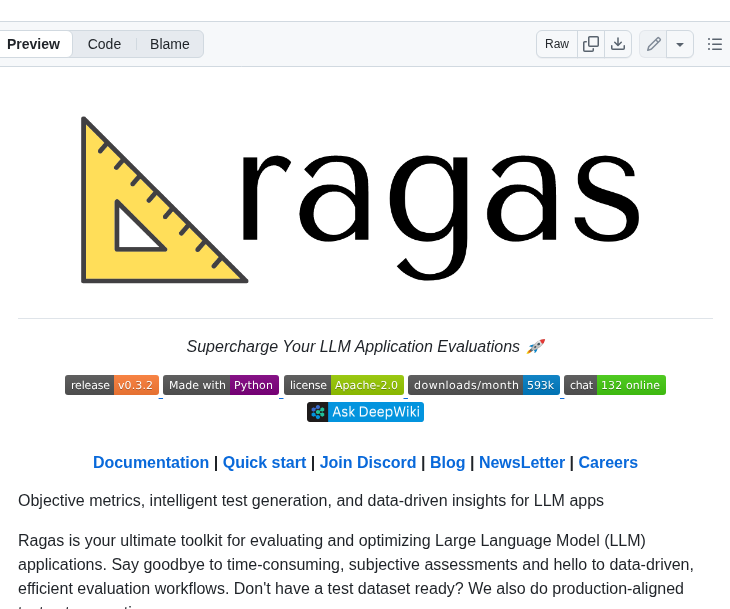 Preview Code Blame Raw
ragas
Supercharge Your LLM Application Evaluations 🚀
release v0.3.2 Made with Python license Apache-2.0 downloads/month 593k chat 132 online
Ask DeepWiki
Documentation | Quick start | Join Discord | Blog | NewsLetter | Careers
Objective metrics, intelligent test generation, and data-driven insights for LLM apps
Ragas is your ultimate toolkit for evaluating and optimizing Large Language Model (LLM)
applications. Say goodbye to time-consuming, subjective assessments and hello to data-driven,
efficient evaluation workflows. Don't have a test dataset ready? We also do production-aligned